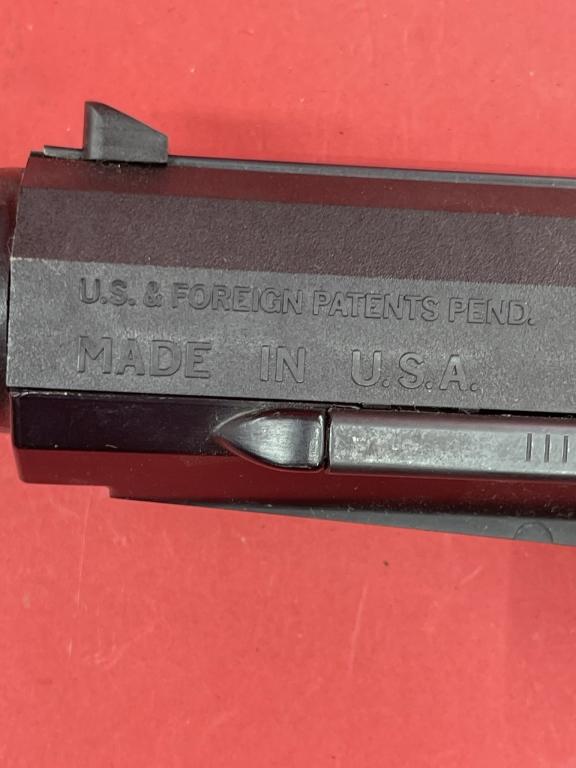 U.S. & FOREIGN PATENTS PEND.
MADE IN U.S.A.